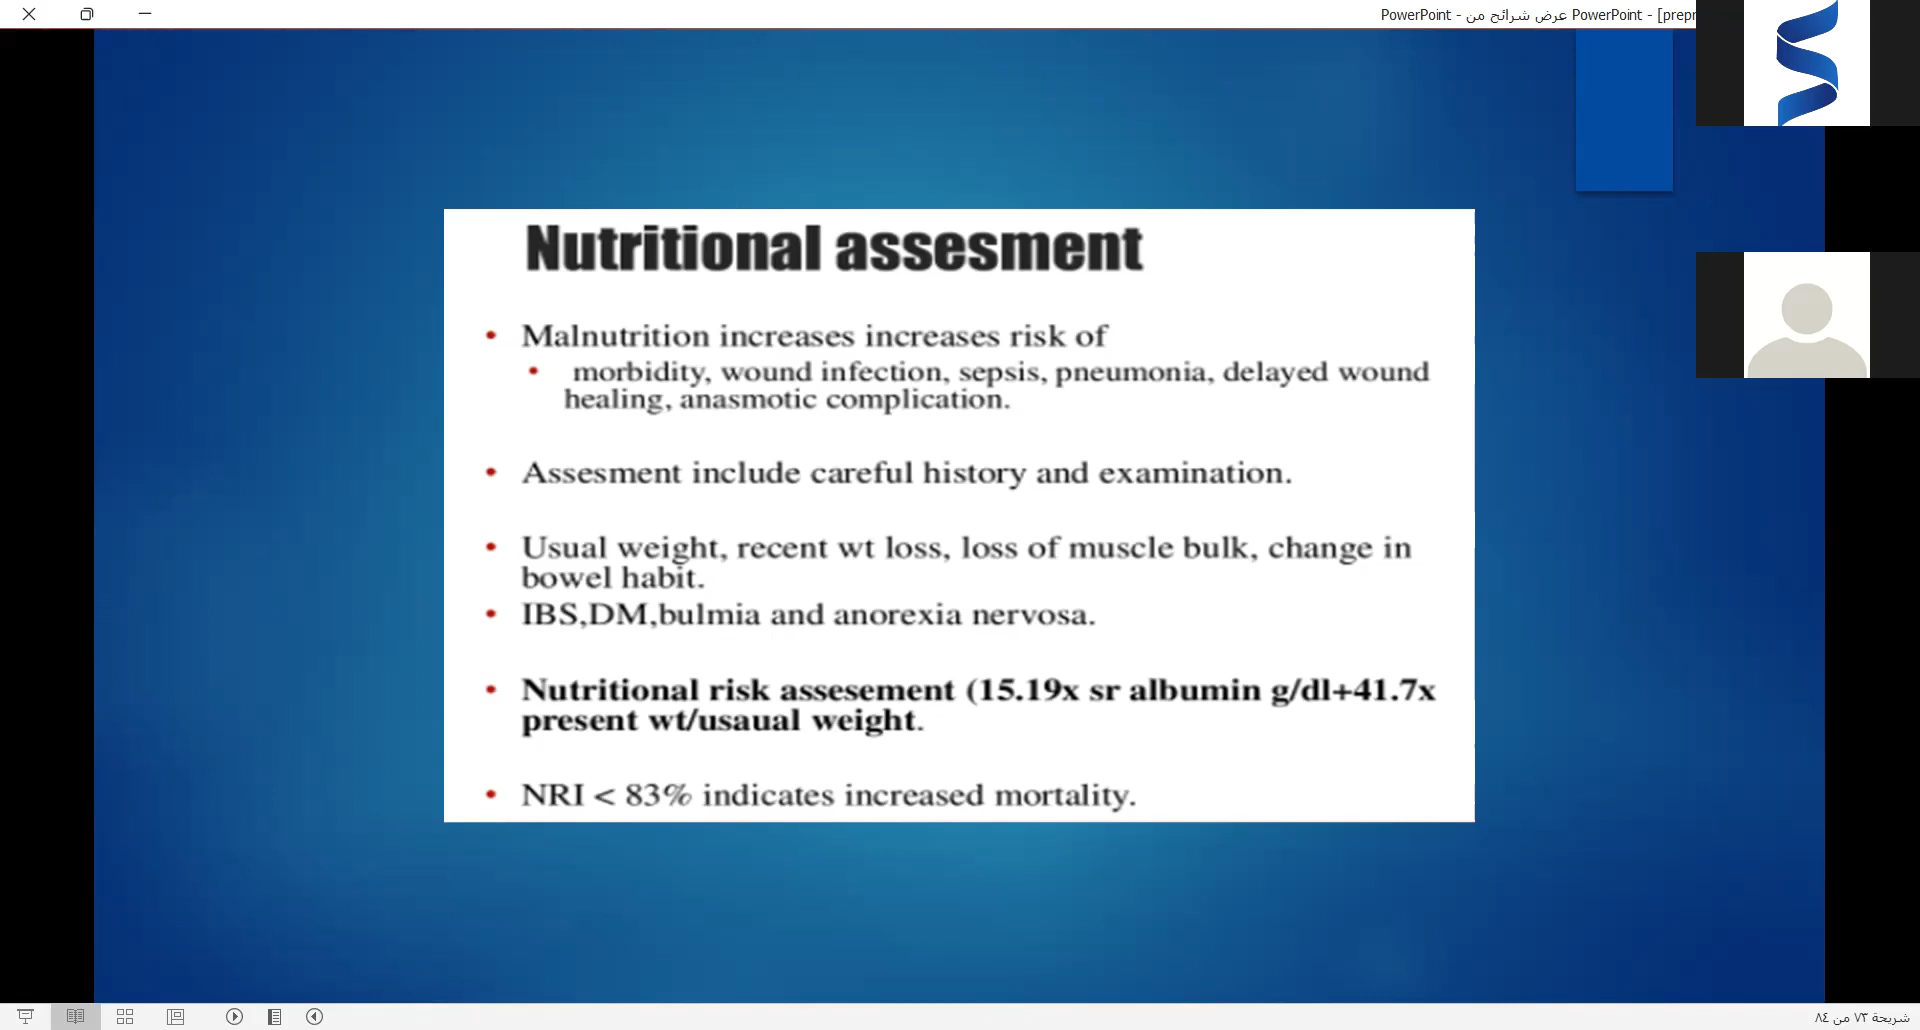 PowerPoint - عرض شرائح من PowerPoint - [prepr
Nutritional assesment
• Malnutrition increases increases risk of
• morbidity, wound infection, sepsis, pneumonia, delayed wound
healing, anasmotic complication.
• Assesment include careful history and examination.
• Usual weight, recent wt loss, loss of muscle bulk, change in
bowel habit.
• IBS,DM,bulmia and anorexia nervosa.
• Nutritional risk assesement (15.19x sr albumin g/dl+41.7x
present wt/usaual weight.
• NRI < 83% indicates increased mortality.
شريحة ٧٣ من ٨٤